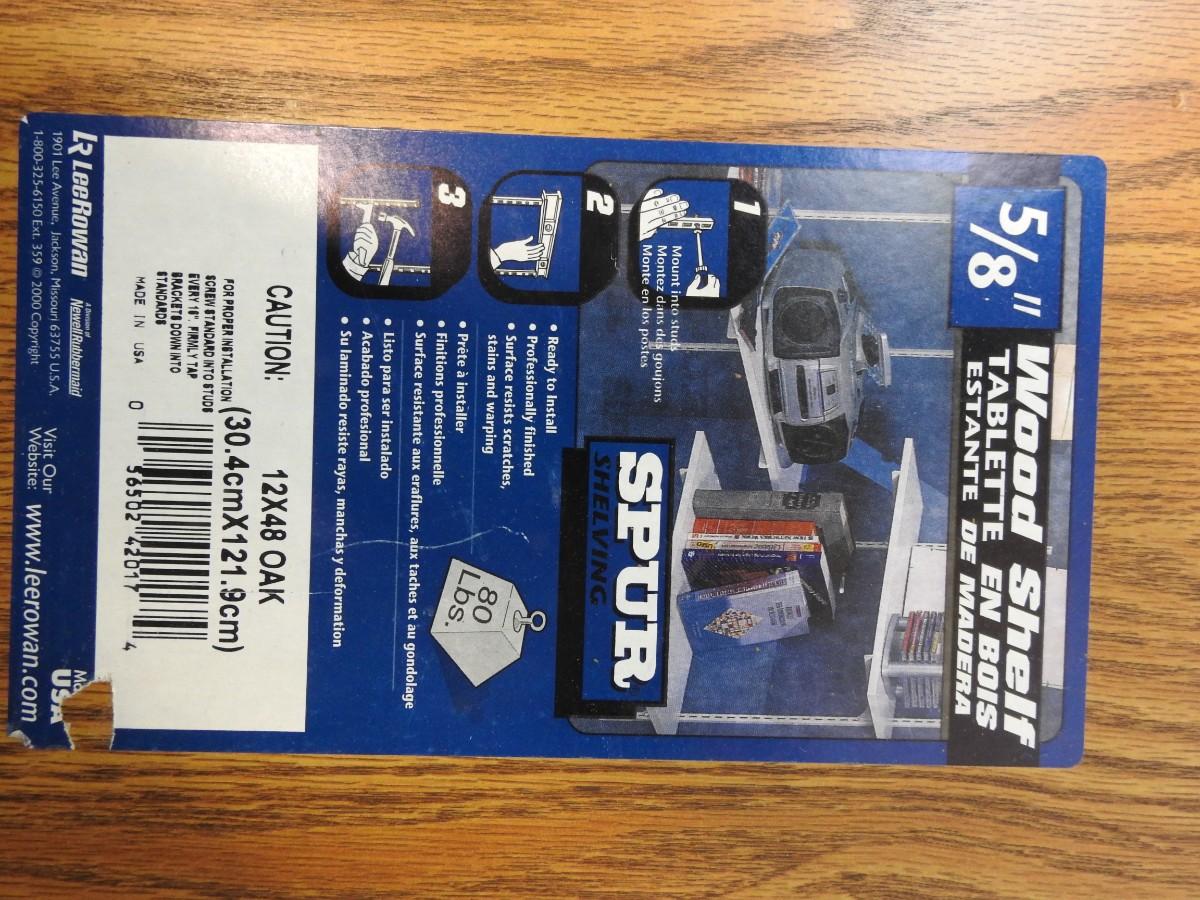 5/8"
Wood Shelf
TABLETTE EN BOIS
ESTANTE DE MADERA
1
Mount into studs
Montez dans des goujons
Monte en los postes
SPUR
SHELVING
2
3
• Ready to Install
• Professionally finished
• Surface resists scratches,
stains and warping
• Prête à installer
• Finitions professionnelle
• Surface resistante aux eraflures, aux taches et au gondolage
• Listo para ser instalado
• Acabado profesional
• Su laminado resiste rayas, manchas y deformation
80
Lbs.
CAUTION:
12X48 OAK
(30.4cmX121.9cm)
FOR PROPER INSTALLATION
SCREW STANDARD INTO STUDS
EVERY 16". FIRMLY TAP
BRACKETS DOWN INTO
STANDARDS
MADE IN USA
0 56502 42017 4
LR LeeRowan
A Division of
Newell Rubbermaid
1901 Lee Avenue, Jackson, Missouri 63755 U.S.A.
1-800-325-6150 Ext. 359 © 2000 Copyright
Visit Our
Website: www.leerowan.com
USA